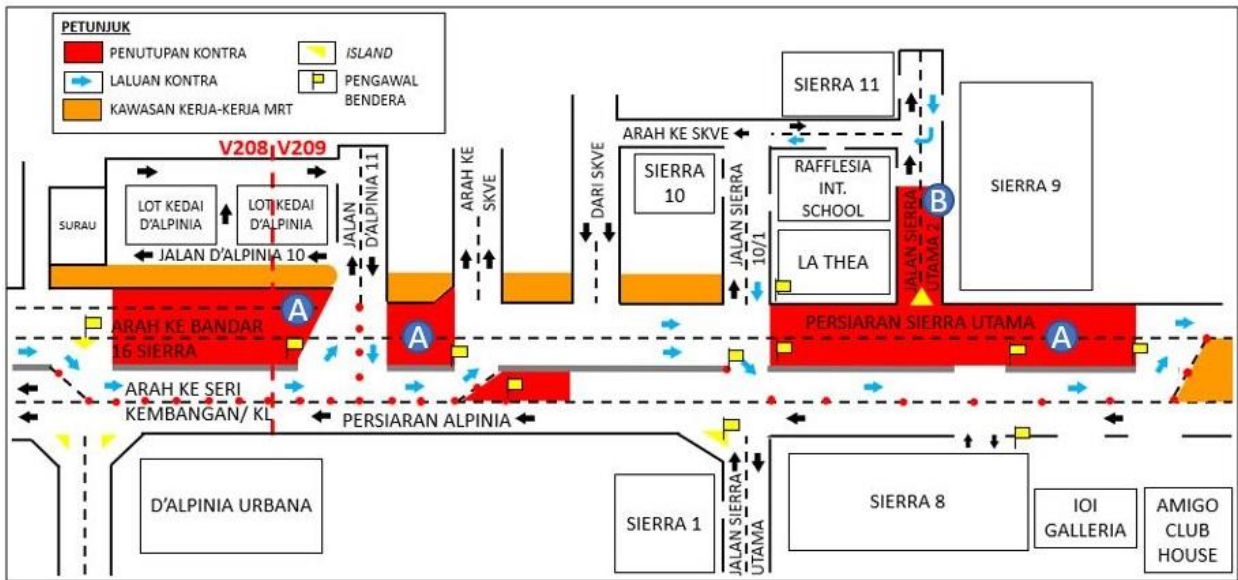 PETUNJUK
PENUTUPAN KONTRA
LALUAN KONTRA
KAWASAN KERJA-KERJA MRT
ISLAND
PENGAWAL
BENDERA
V208 V209
SURAU
LOT KEDAI
D'ALPINIA
LOT KEDAI
D'ALPINIA
JALAN D'ALPINIA 10
JALAN
D'ALPINIA 11
ARAH KE
SKVE
DARI SKVE
SIERRA
10
JALAN SIERRA
10/1
ARAH KE SKVE
SIERRA 11
RAFFLESIA
INT.
SCHOOL
LA THEA
JALAN SIERRA
UTAMA 2
B
SIERRA 9
A
A
A
ARAH KE BANDAR
16 SIERRA
PERSIARAN SIERRA UTAMA
ARAH KE SERI
KEMBANGAN/ KL
PERSIARAN ALPINIA
D'ALPINIA URBANA
SIERRA 1
JALAN SIERRA
UTAMA
SIERRA 8
IOI
GALLERIA
AMIGO
CLUB
HOUSE